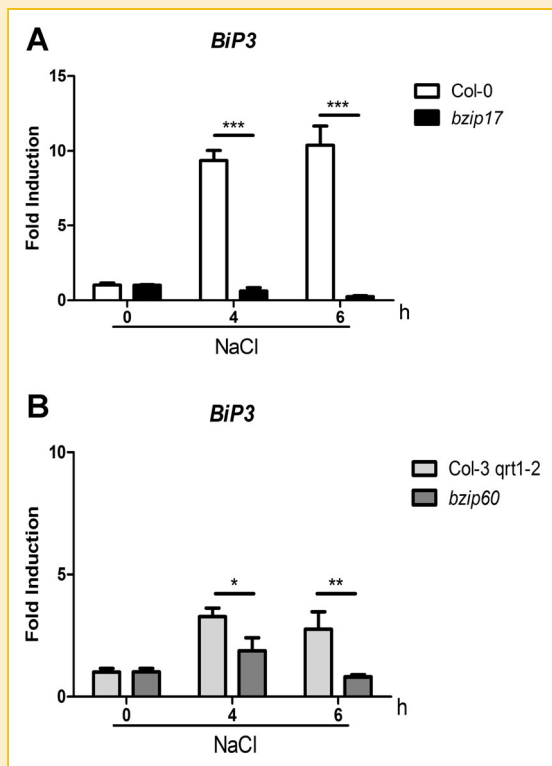 A
BiP3
15
10
5
0
Fold Induction
***
***
Col-0
bzip17
0 4 6 h
NaCl
B
BiP3
10
5
0
Fold Induction
*
**
Col-3 qrt1-2
bzip60
0 4 6 h
NaCl